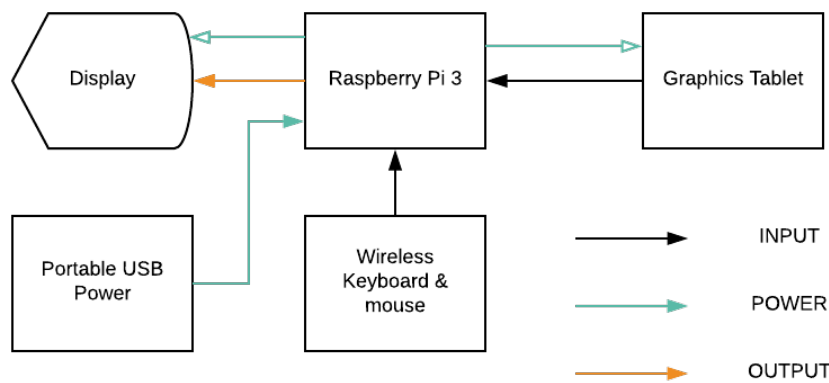 Display
Raspberry Pi 3
Graphics Tablet
Portable USB
Power
Wireless
Keyboard &
mouse
INPUT
POWER
OUTPUT